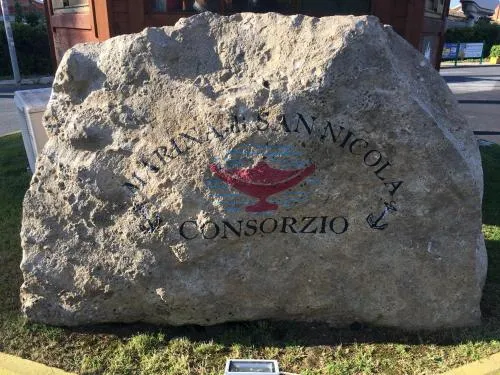 MARINA di SAN NICOLA
CONSORZIO